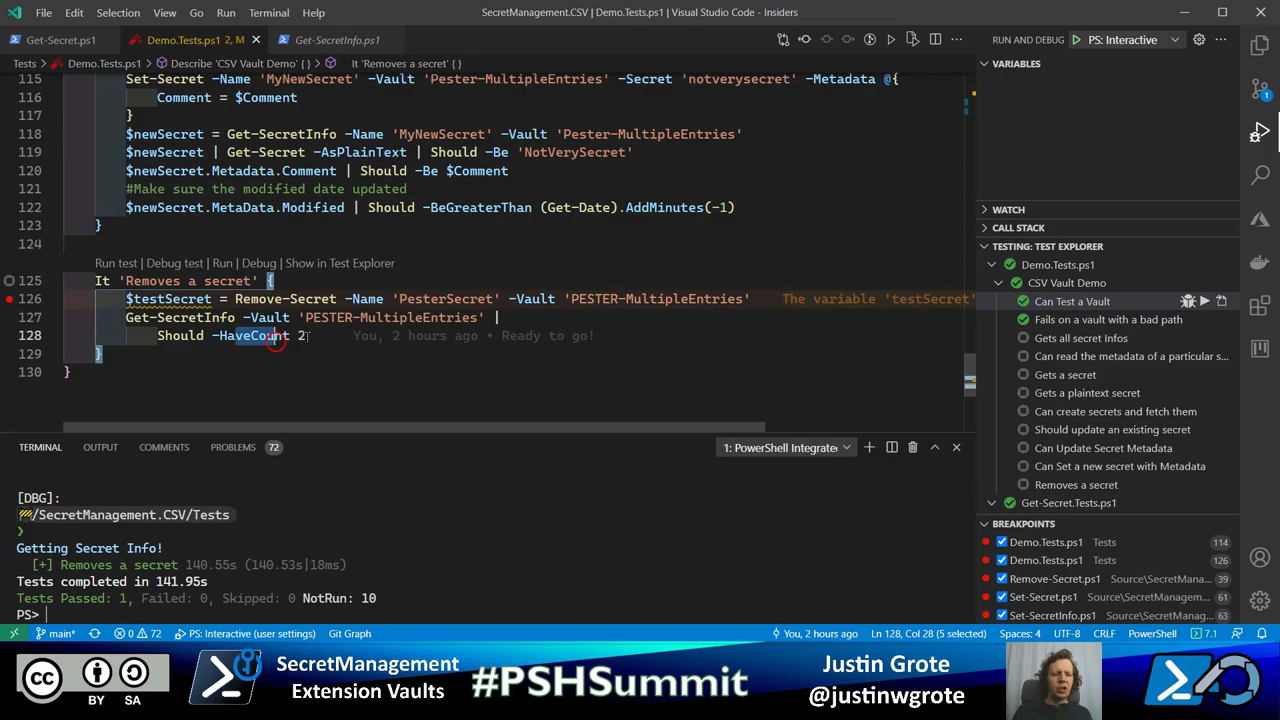 File Edit Selection View Go Run Terminal Help
SecretManagement.CSV - Demo.Tests.ps1 - Visual Studio Code - Insiders
Get-Secret.ps1
Demo.Tests.ps1 2, M
Get-SecretInfo.ps1
Tests > Demo.Tests.ps1 > Describe 'CSV Vault Demo' { } > It 'Removes a secret' { }
115 Set-Secret -Name 'MyNewSecret' -Vault 'Pester-MultipleEntries' -Secret 'notverysecret' -Metadata @{
116 Comment = $Comment
117 }
118 $newSecret = Get-SecretInfo -Name 'MyNewSecret' -Vault 'Pester-MultipleEntries'
119 $newSecret | Get-Secret -AsPlainText | Should -Be 'NotVerySecret'
120 $newSecret.Metadata.Comment | Should -Be $Comment
121 #Make sure the modified date updated
122 $newSecret.MetaData.Modified | Should -BeGreaterThan (Get-Date).AddMinutes(-1)
123 }
124
Run test | Debug test | Run | Debug | Show in Test Explorer
125 It 'Removes a secret' {
126 $testSecret = Remove-Secret -Name 'PesterSecret' -Vault 'PESTER-MultipleEntries' The variable 'testSecret'
127 Get-SecretInfo -Vault 'PESTER-MultipleEntries' |
128 Should -HaveCount 2 You, 2 hours ago • Ready to go!
129 }
130 }
RUN AND DEBUG PS: Interactive
VARIABLES
WATCH
CALL STACK
TESTING: TEST EXPLORER
Demo.Tests.ps1
CSV Vault Demo
Can Test a Vault
Fails on a vault with a bad path
Gets all secret Infos
Can read the metadata of a particular s...
Gets a secret
Gets a plaintext secret
Can create secrets and fetch them
Should update an existing secret
Can Update Secret Metadata
Can Set a new secret with Metadata
Removes a secret
Get-Secret.Tests.ps1
BREAKPOINTS
Demo.Tests.ps1 Tests 114
Demo.Tests.ps1 Tests 126
Remove-Secret.ps1 Source\SecretMana... 39
Set-Secret.ps1 Source\SecretManage... 61
Set-SecretInfo.ps1 Source\SecretMan... 63
1
TERMINAL OUTPUT COMMENTS PROBLEMS 72
1: PowerShell Integrate
[DBG]:
/SecretManagement.CSV/Tests
❯
Getting Secret Info!
[+] Removes a secret 140.55s (140.53s|18ms)
Tests completed in 141.95s
Tests Passed: 1, Failed: 0, Skipped: 0 NotRun: 10
PS>
main* 0 72 PS: Interactive (user settings) Git Graph You, 2 hours ago Ln 128, Col 28 (5 selected) Spaces: 4 UTF-8 CRLF PowerShell 7.1
cc BY SA
SecretManagement
Extension Vaults
#PSHSummit
Justin Grote
@justinwgrote